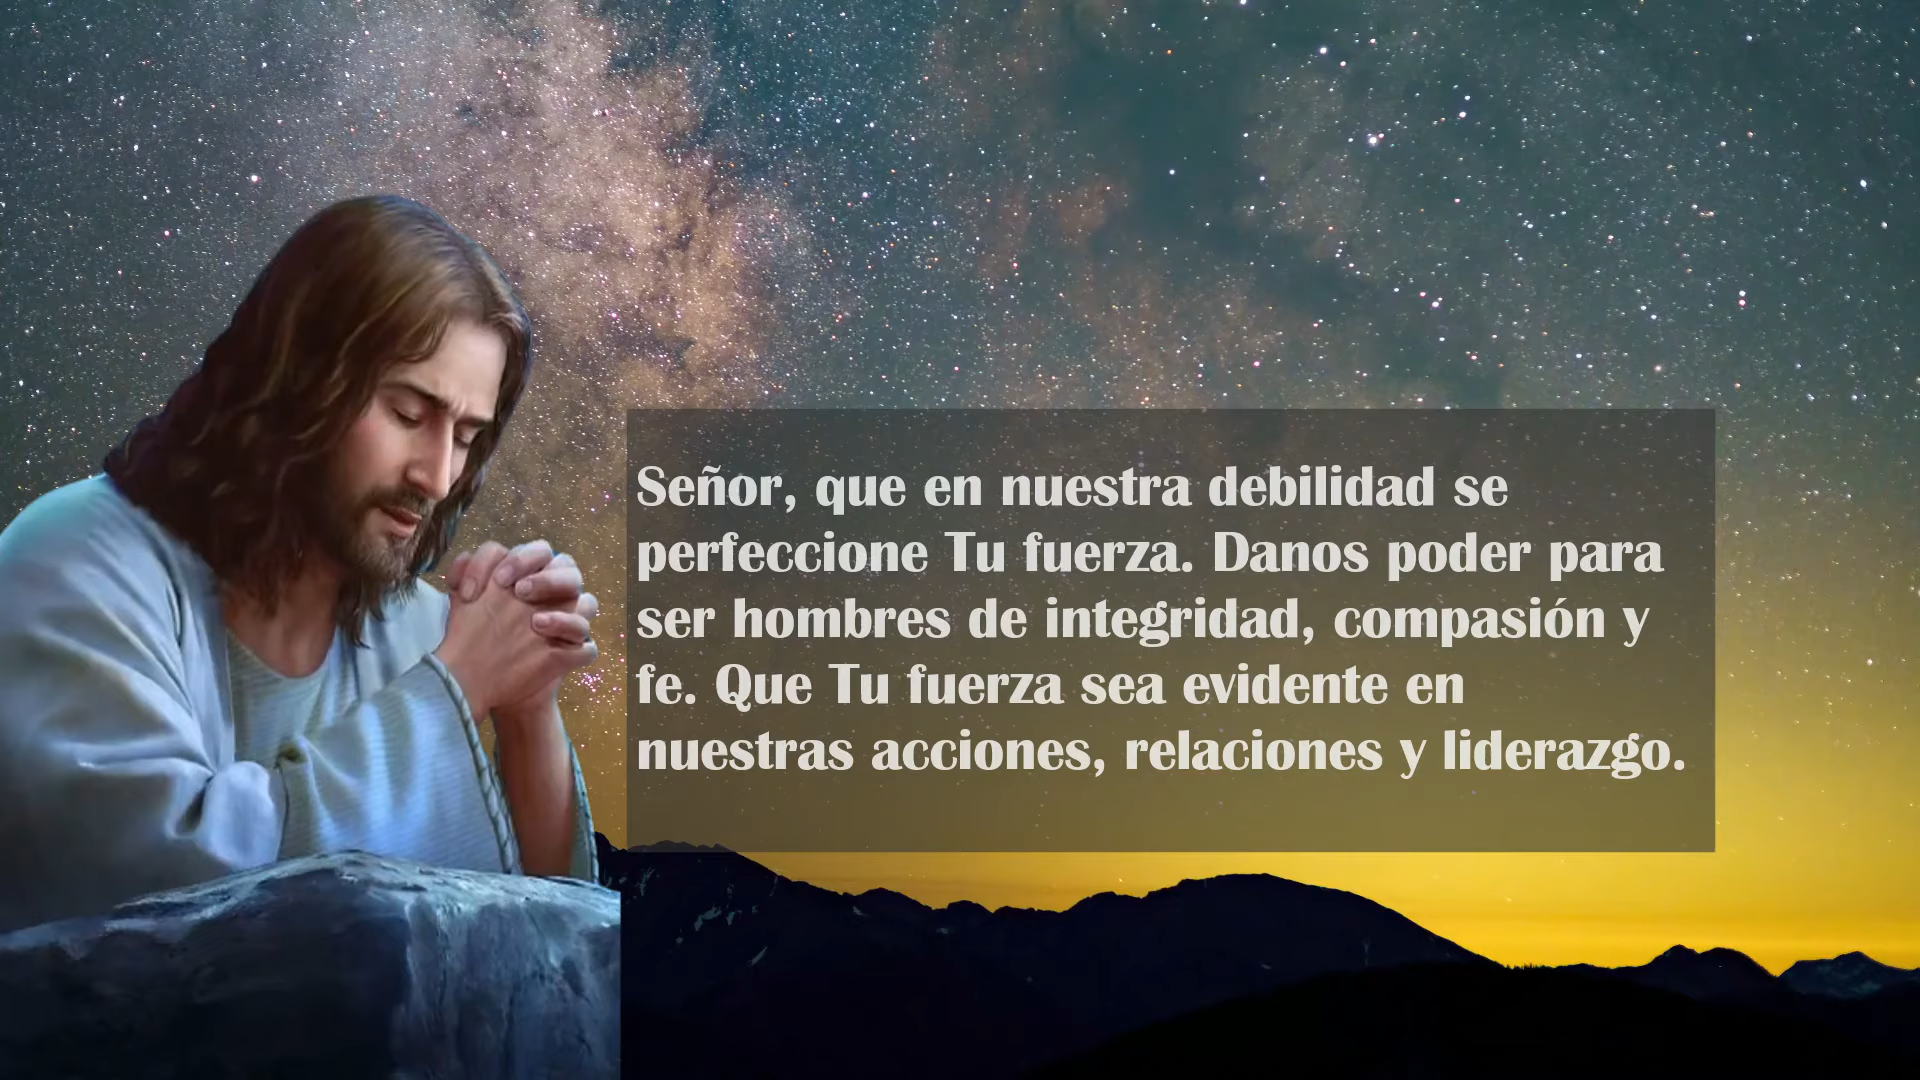 Señor, que en nuestra debilidad se
perfeccione Tu fuerza. Danos poder para
ser hombres de integridad, compasión y
fe. Que Tu fuerza sea evidente en
nuestras acciones, relaciones y liderazgo.